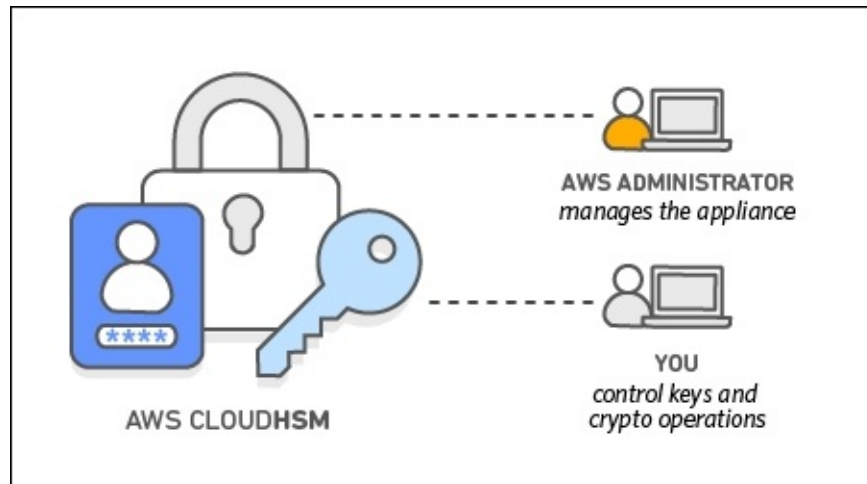 AWS ADMINISTRATOR
manages the appliance
****
YOU
control keys and
crypto operations
AWS CLOUDHSM